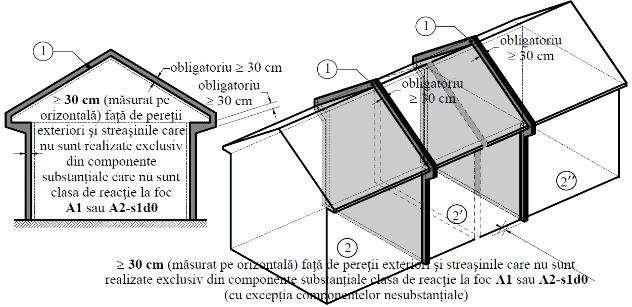 1
obligatoriu ≥ 30 cm
obligatoriu
≥ 30 cm
≥ 30 cm (măsurat pe
orizontală) față de pereții
exteriori și streașinile care
nu sunt realizate exclusiv
din componente
substanțiale care nu sunt
clasa de reacție la foc
A1 sau A2-s1d0
1
1
obligatoriu
≥ 30 cm
obligatoriu
≥ 30 cm
2
2'
2''
≥ 30 cm (măsurat pe orizontală) față de pereții exteriori și streașinile care nu sunt
realizate exclusiv din componente substanțiale clasa de reacție la foc A1 sau A2-s1d0
(cu excepția componentelor nesubstanțiale)